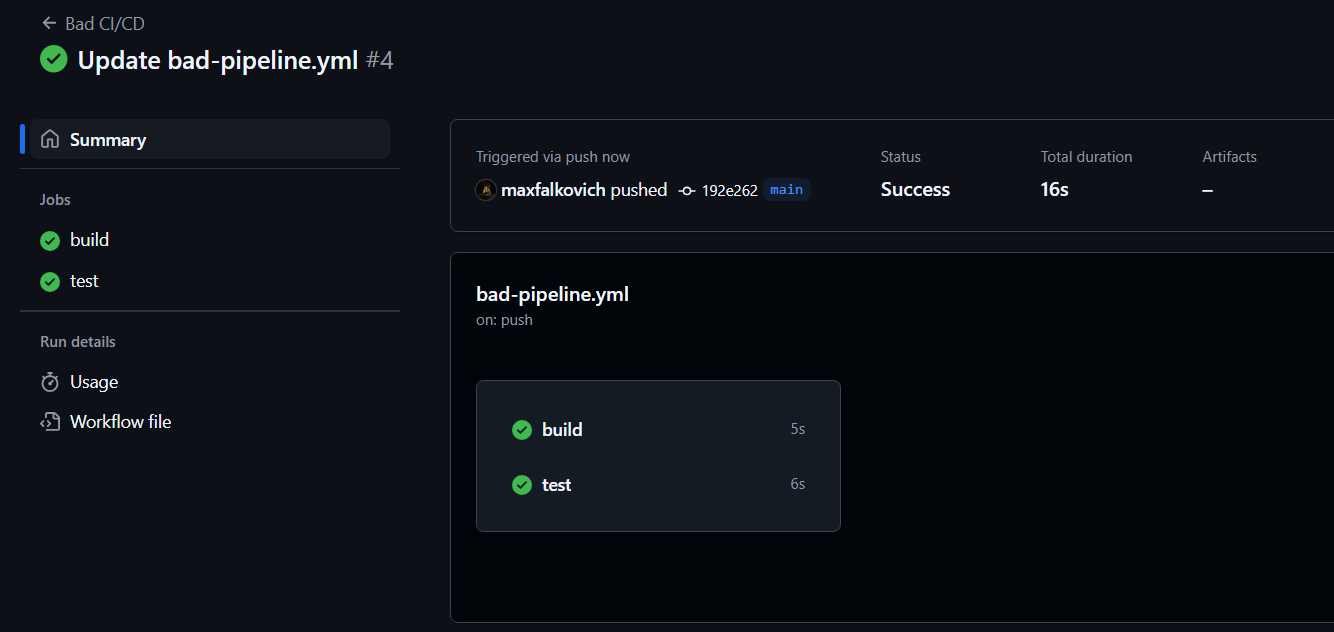 Bad CI/CD
Update bad-pipeline.yml #4
Summary
Jobs
build
test
Run details
Usage
Workflow file
Triggered via push now
maxfalkovich pushed 192e262 main
Status
Success
Total duration
16s
Artifacts
–
bad-pipeline.yml
on: push
build 5s
test 6s